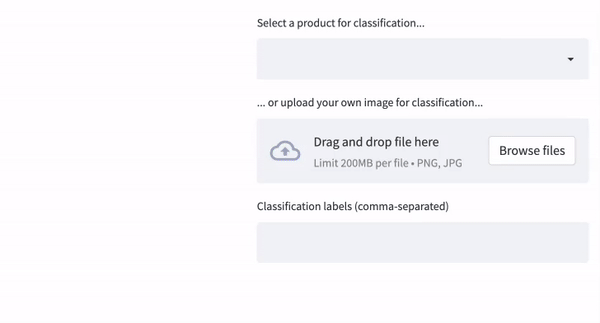 Select a product for classification...
... or upload your own image for classification...
Drag and drop file here
Limit 200MB per file • PNG, JPG
Browse files
Classification labels (comma-separated)